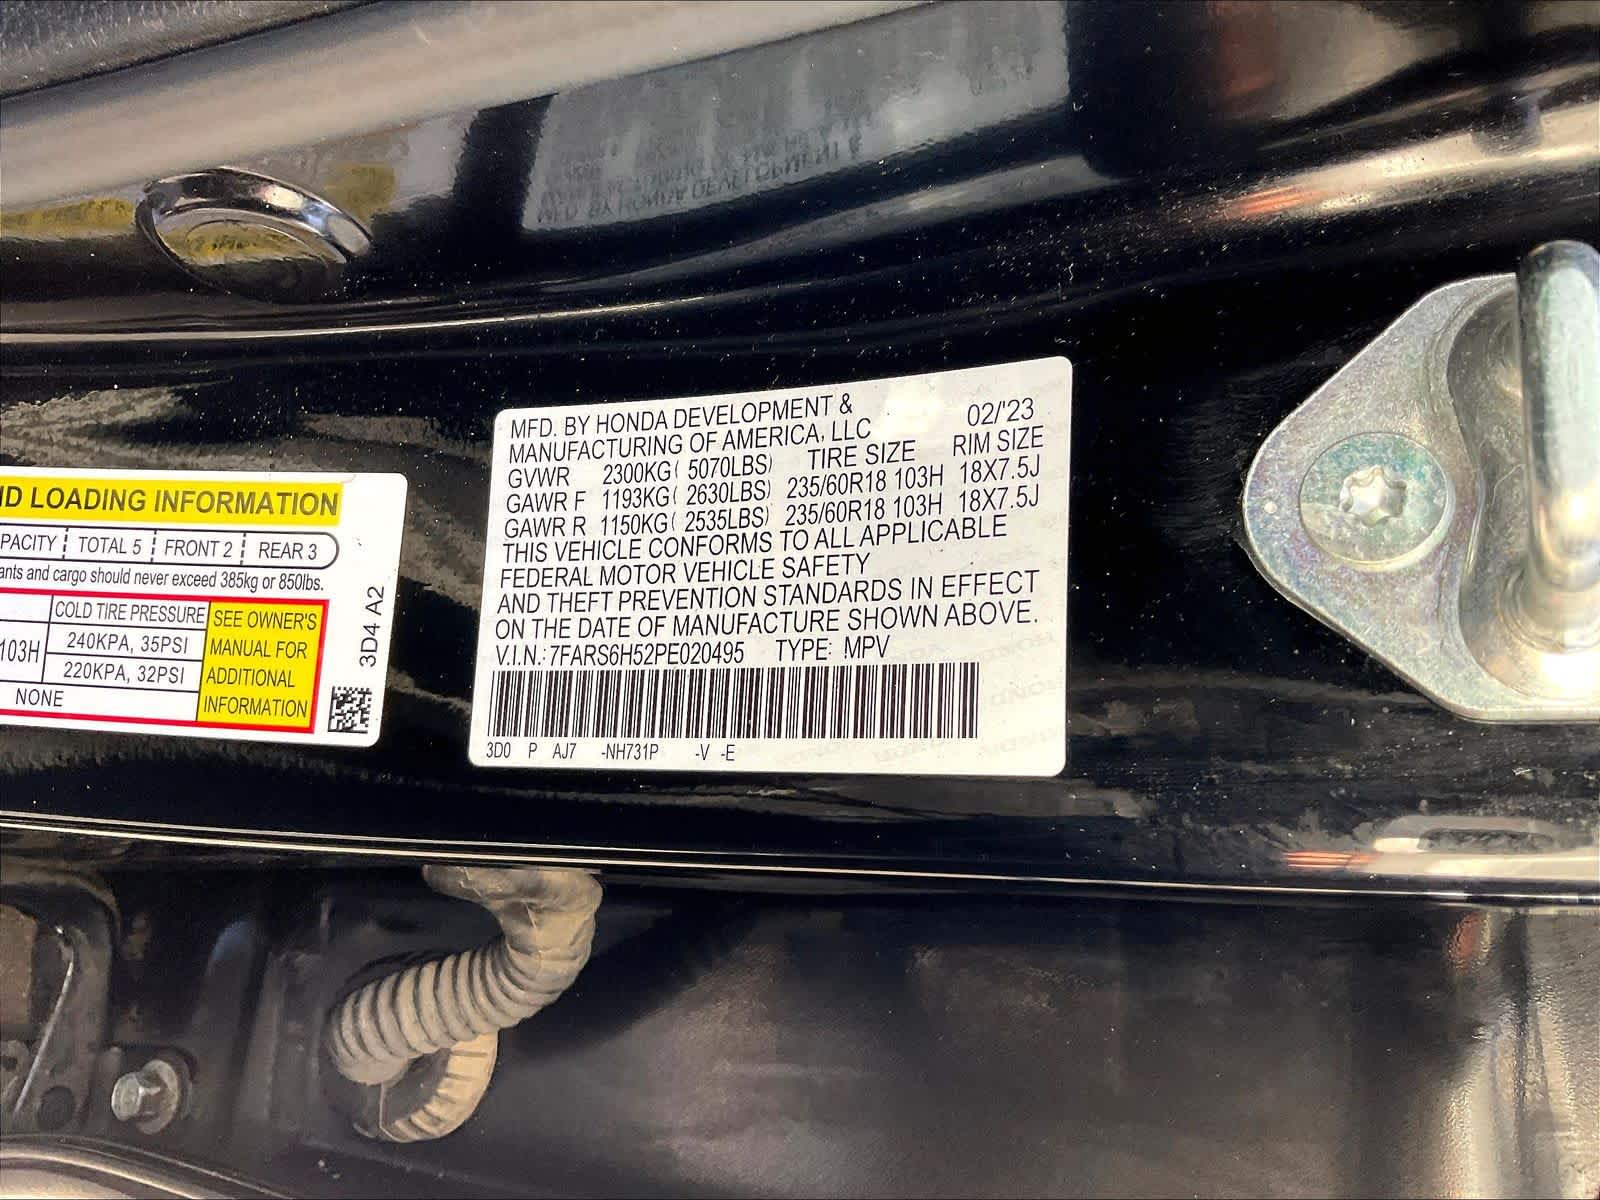 ND LOADING INFORMATION
PACITY TOTAL 5 FRONT 2 REAR 3
ants and cargo should never exceed 385kg or 850lbs.
COLD TIRE PRESSURE
103H
240KPA, 35PSI
220KPA, 32PSI
NONE
SEE OWNER'S
MANUAL FOR
ADDITIONAL
INFORMATION
3D4 A2
MFD. BY HONDA DEVELOPMENT & 02/'23
MANUFACTURING OF AMERICA, LLC
GVWR 2300KG( 5070LBS) TIRE SIZE RIM SIZE
GAWR F 1193KG( 2630LBS) 235/60R18 103H 18X7.5J
GAWR R 1150KG( 2535LBS) 235/60R18 103H 18X7.5J
THIS VEHICLE CONFORMS TO ALL APPLICABLE
FEDERAL MOTOR VEHICLE SAFETY
AND THEFT PREVENTION STANDARDS IN EFFECT
ON THE DATE OF MANUFACTURE SHOWN ABOVE.
V.I.N.: 7FARS6H52PE020495 TYPE: MPV
3D0 P AJ7 -NH731P -V -E